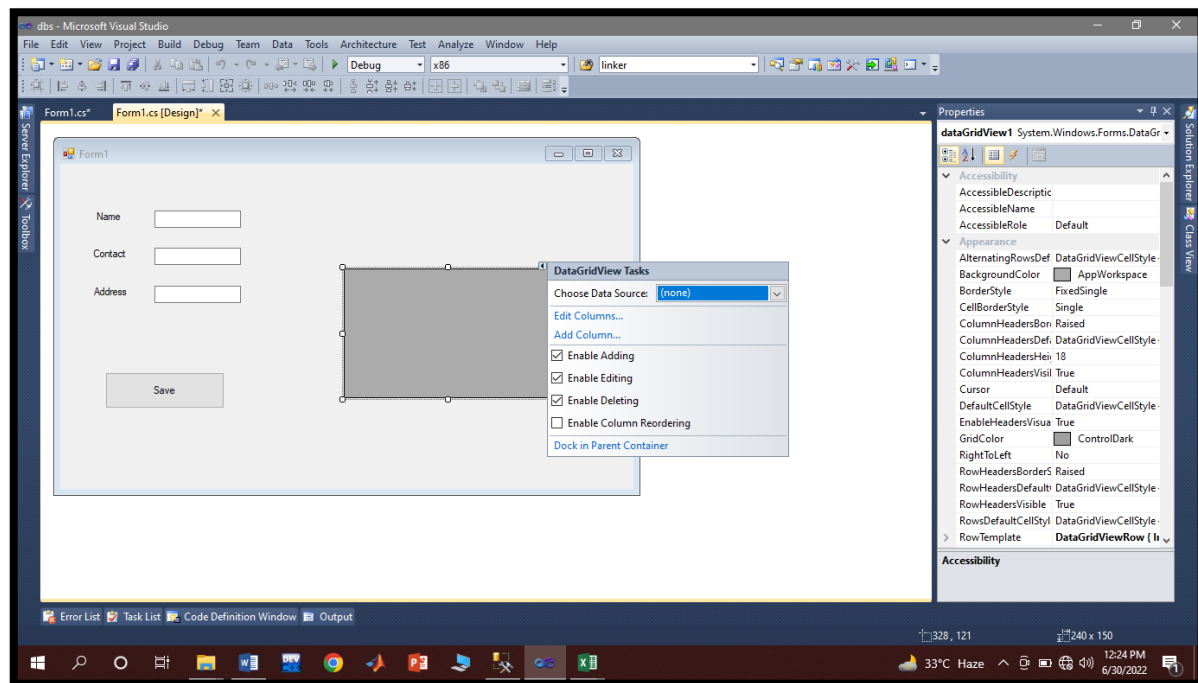 dbs - Microsoft Visual Studio
File Edit View Project Build Debug Team Data Tools Architecture Test Analyze Window Help
Debug x86 linker
Form1.cs* Form1.cs [Design]*
Server Explorer
Toolbox
Form1
Name
Contact
Address
Save
DataGridView Tasks
Choose Data Source: (none)
Edit Columns...
Add Column...
Enable Adding
Enable Editing
Enable Deleting
Enable Column Reordering
Dock in Parent Container
Properties
dataGridView1 System.Windows.Forms.DataGr
Accessibility
AccessibleDescriptic
AccessibleName
AccessibleRole Default
Appearance
AlternatingRowsDef DataGridViewCellStyle
BackgroundColor AppWorkspace
BorderStyle FixedSingle
CellBorderStyle Single
ColumnHeadersBor Raised
ColumnHeadersDef DataGridViewCellStyle
ColumnHeadersHei 18
ColumnHeadersVisil True
Cursor Default
DefaultCellStyle DataGridViewCellStyle
EnableHeadersVisua True
GridColor ControlDark
RightToLeft No
RowHeadersBorderS Raised
RowHeadersDefault DataGridViewCellStyle
RowHeadersVisible True
RowsDefaultCellStyl DataGridViewCellStyle
RowTemplate DataGridViewRow { I
Accessibility
Solution Explorer
Class View
Error List Task List Code Definition Window Output
328 , 121 240 x 150
DEV
33°C Haze 12:24 PM
6/30/2022
1